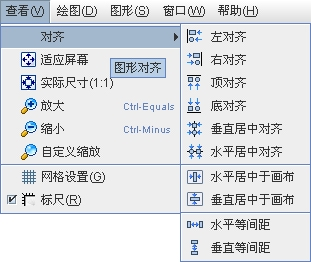 查看(V) 绘图(D) 图形(S) 窗口(W) 帮助(H)
对齐
适应屏幕
图形对齐
实际尺寸(1:1)
放大 Ctrl-Equals
缩小 Ctrl-Minus
自定义缩放
网格设置(G)
标尺(R)
左对齐
右对齐
顶对齐
底对齐
垂直居中对齐
水平居中对齐
水平居中于画布
垂直居中于画布
水平等间距
垂直等间距